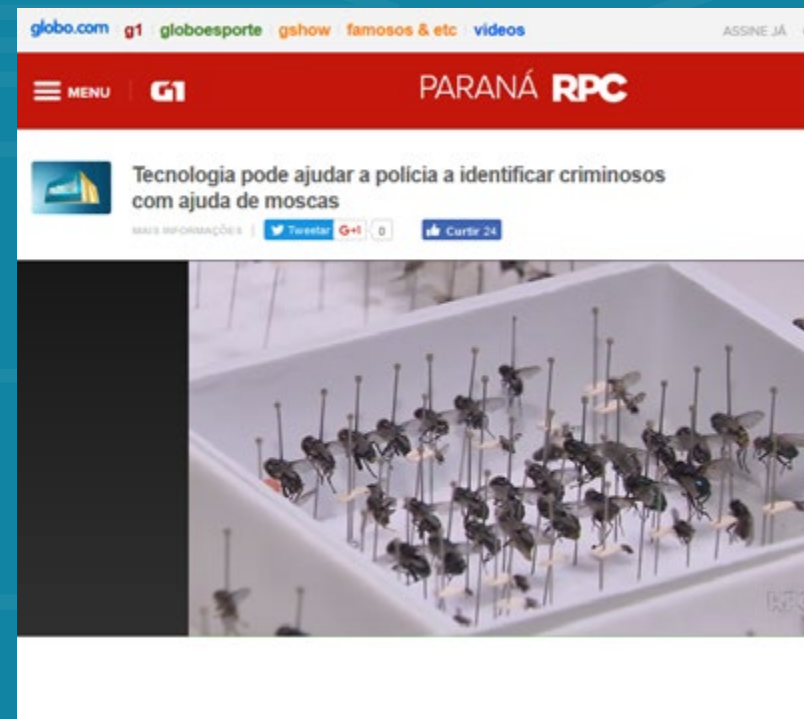 globo.com g1 globoesporte gshow famosos & etc vídeos ASSINE JÁ
MENU G1 PARANÁ RPC
Tecnologia pode ajudar a polícia a identificar criminosos
com ajuda de moscas
MAIS INFORMAÇÕES Tweetar G+1 0 Curtir 24
RPC